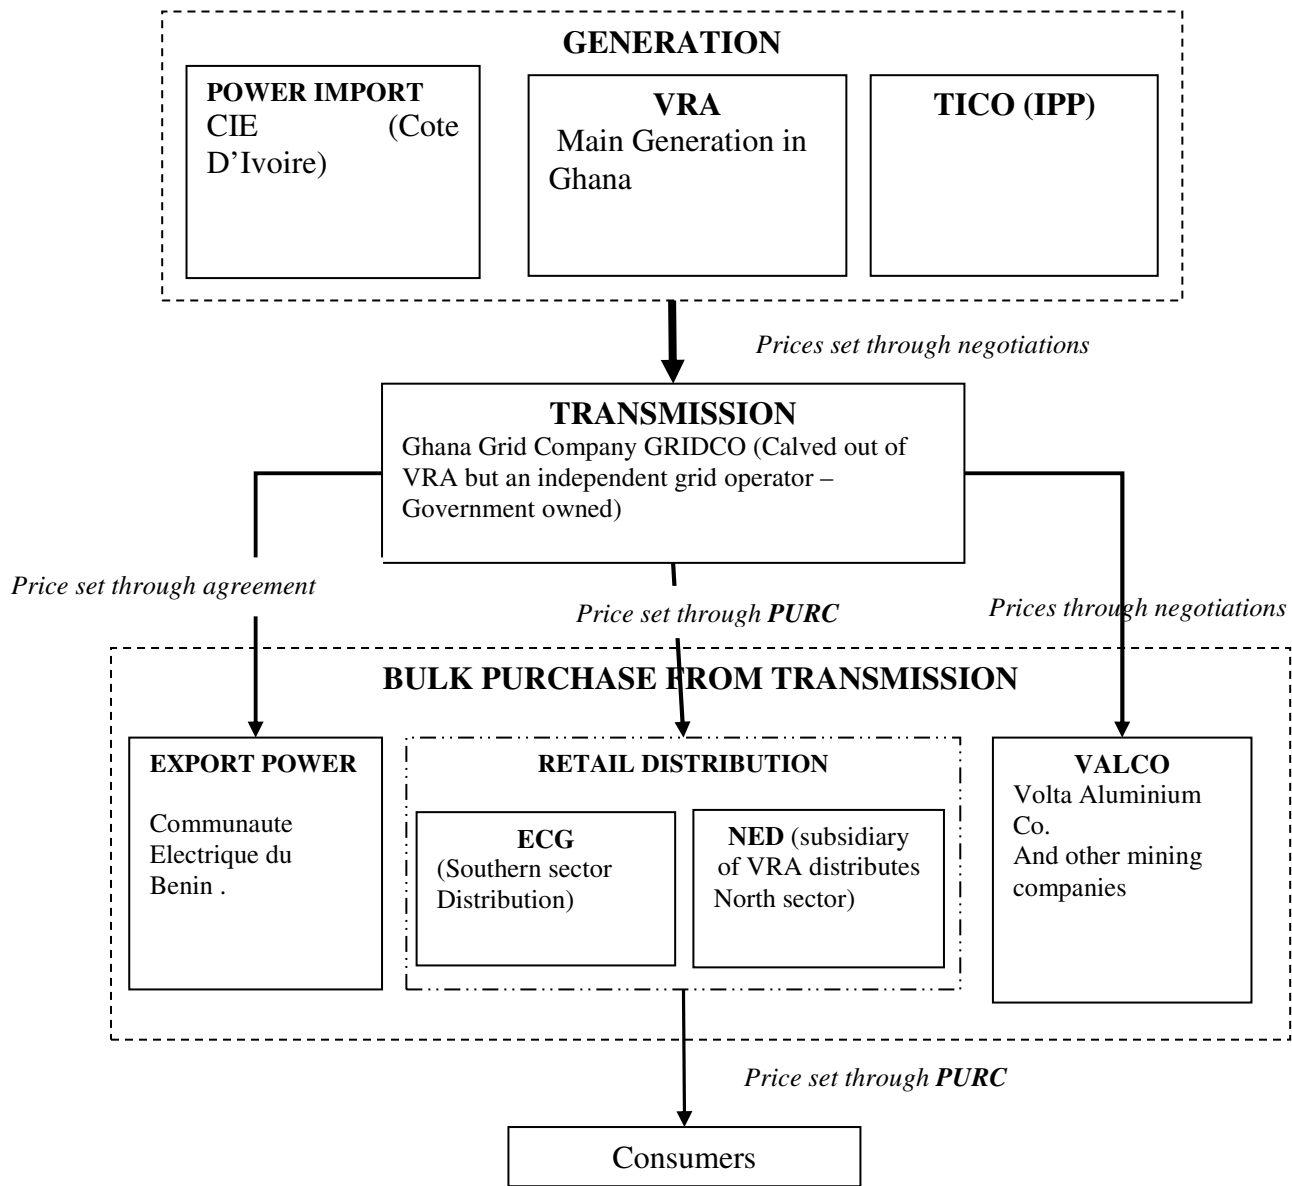 GENERATION
POWER IMPORT
CIE (Cote
D’Ivoire)
VRA
Main Generation in
Ghana
TICO (IPP)
Prices set through negotiations
TRANSMISSION
Ghana Grid Company GRIDCO (Calved out of
VRA but an independent grid operator –
Government owned)
Price set through agreement
Price set through PURC
Prices through negotiations
BULK PURCHASE FROM TRANSMISSION
EXPORT POWER
Communaute
Electrique du
Benin .
RETAIL DISTRIBUTION
ECG
(Southern sector
Distribution)
NED (subsidiary
of VRA distributes
North sector)
VALCO
Volta Aluminium
Co.
And other mining
companies
Price set through PURC
Consumers